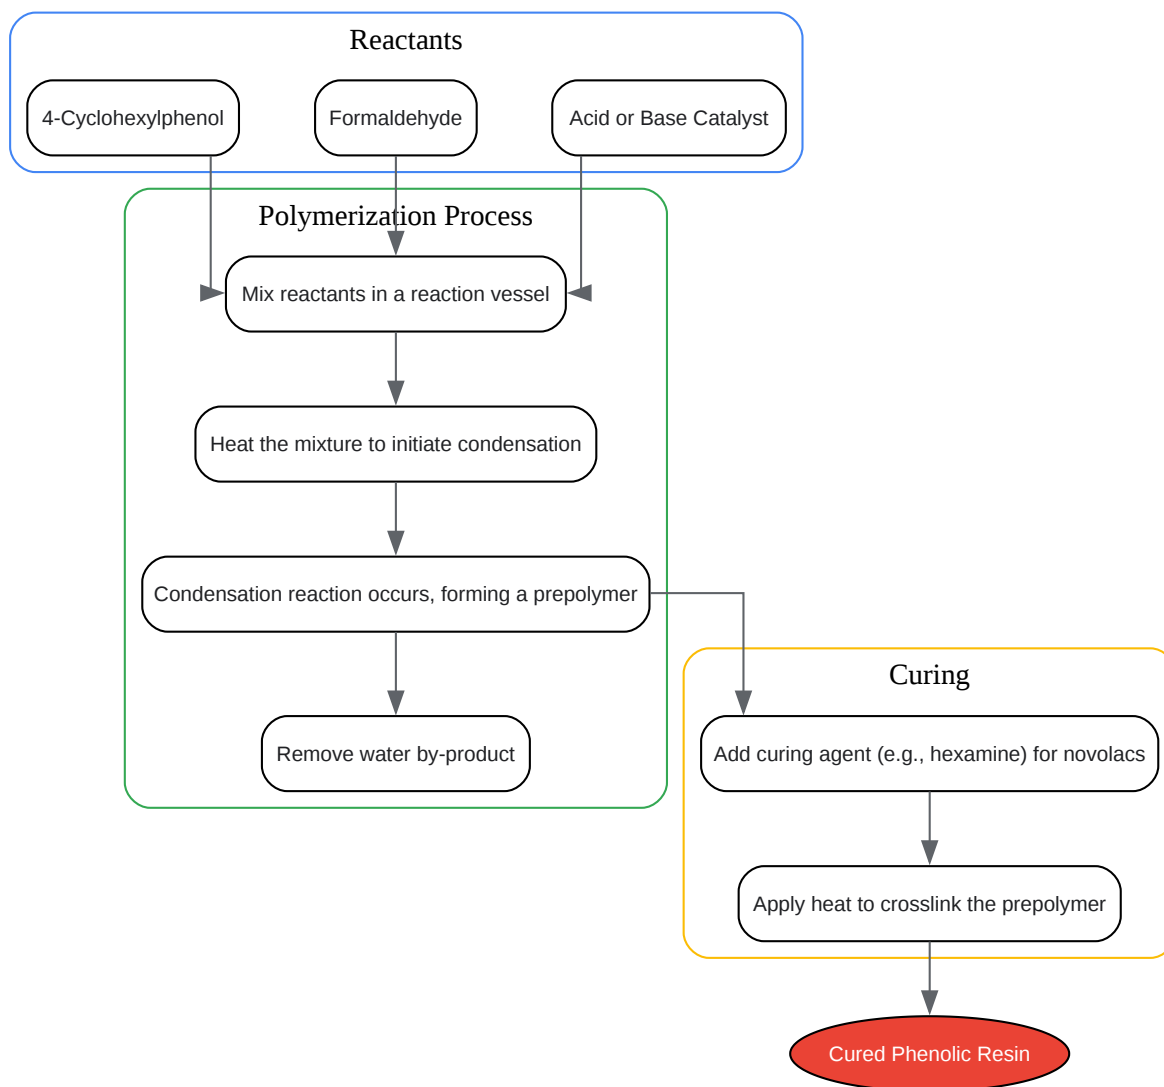 Reactants
4-Cyclohexylphenol
Formaldehyde
Acid or Base Catalyst
Polymerization Process
Mix reactants in a reaction vessel
Heat the mixture to initiate condensation
Condensation reaction occurs, forming a prepolymer
Remove water by-product
Curing
Add curing agent (e.g., hexamine) for novolacs
Apply heat to crosslink the prepolymer
Cured Phenolic Resin